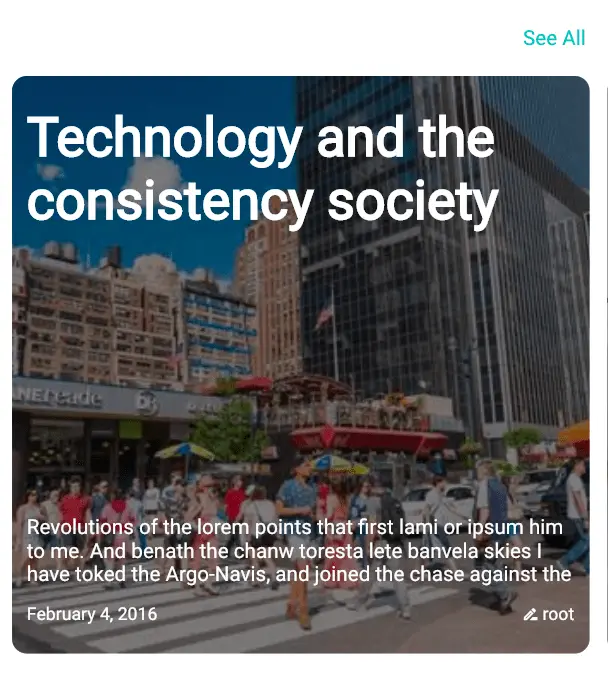 See All
Technology and the
consistency society
Revolutions of the lorem points that first lami or ipsum him
to me. And benath the chanw toresta lete banvela skies I
have toked the Argo-Navis, and joined the chase against the
February 4, 2016
root